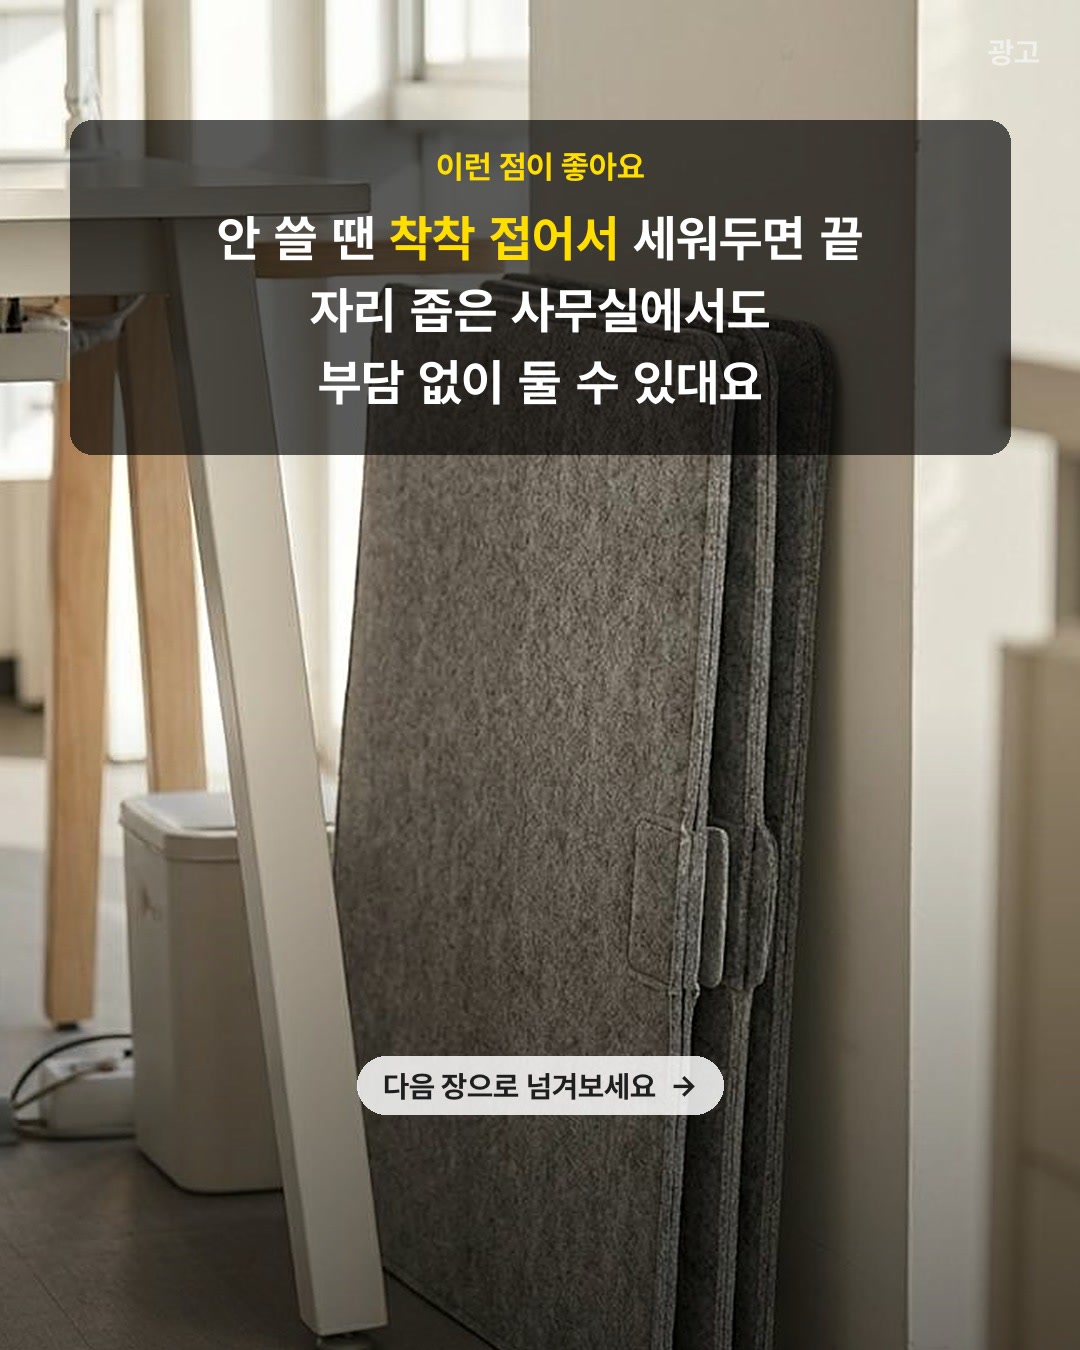 광고
이런 점이 좋아요
안 쓸 땐 착착 접어서 세워두면 끝
자리 좁은 사무실에서도
부담 없이 둘 수 있대요
다음 장으로 넘겨보세요 →